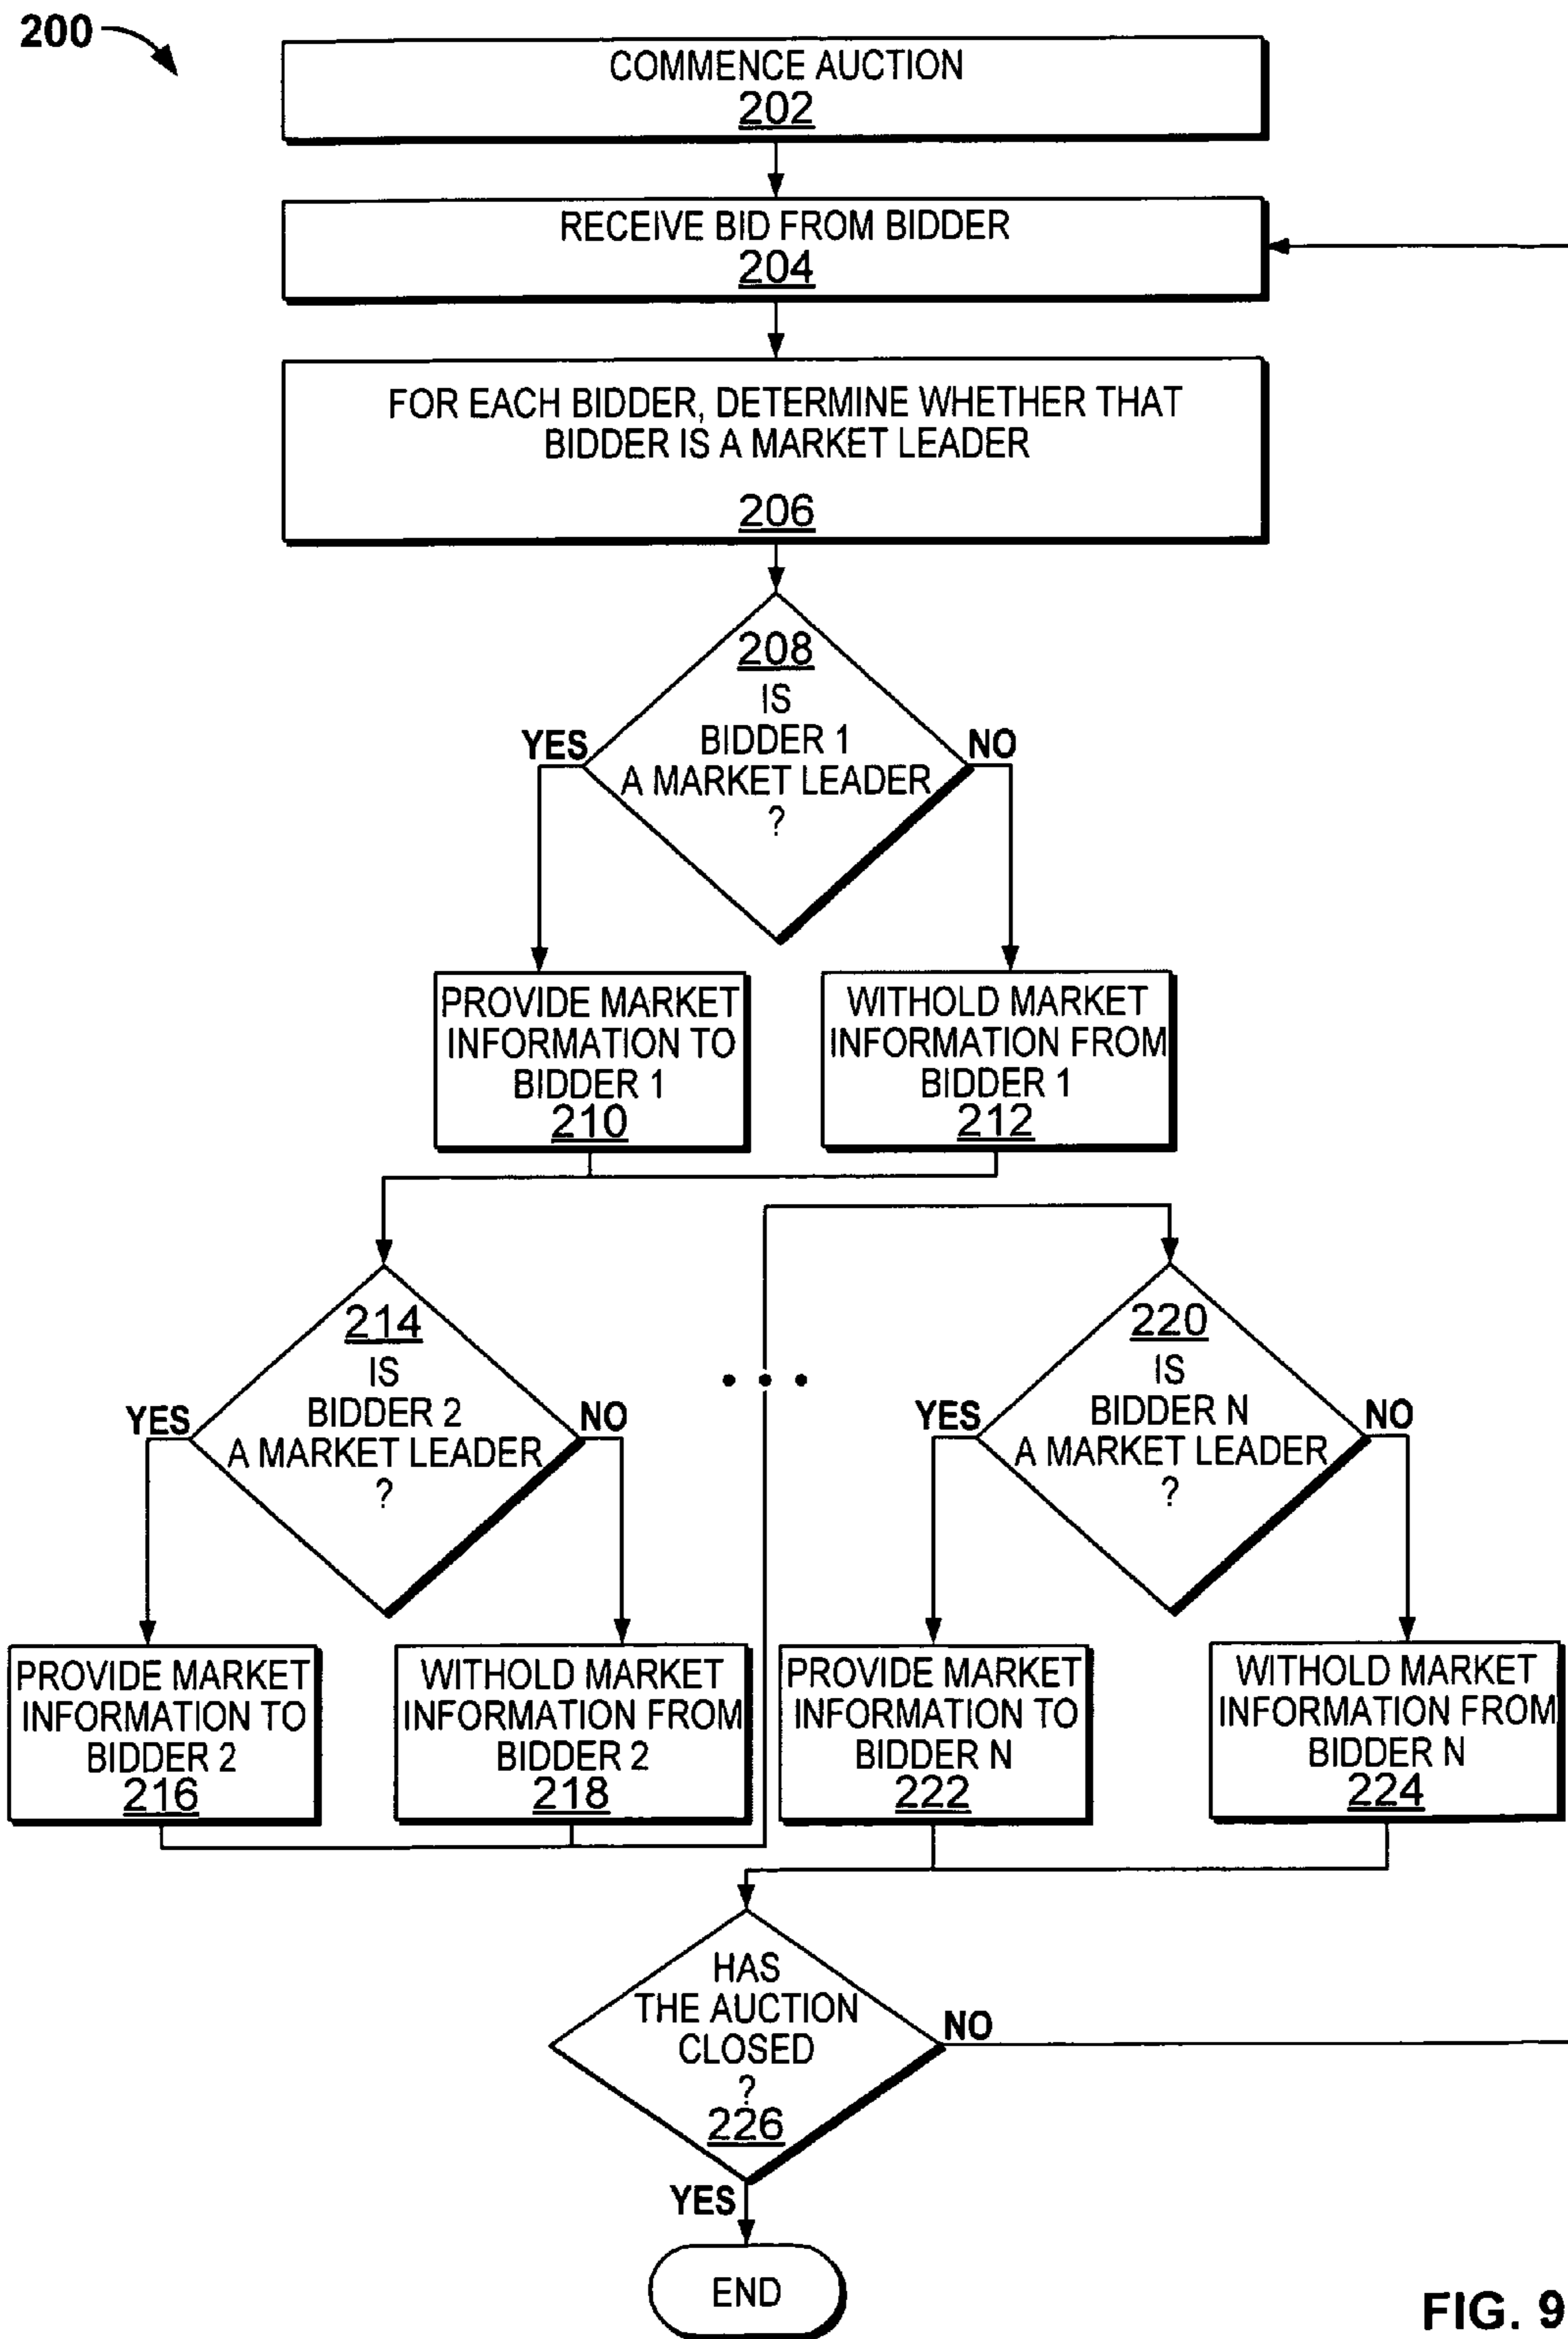 200
COMMENCE AUCTION
202
RECEIVE BID FROM BIDDER
204
FOR EACH BIDDER, DETERMINE WHETHER THAT
BIDDER IS A MARKET LEADER
206
208
IS
BIDDER 1
A MARKET LEADER
?
YES
NO
PROVIDE MARKET
INFORMATION TO
BIDDER 1
210
WITHOLD MARKET
INFORMATION FROM
BIDDER 1
212
214
IS
BIDDER 2
A MARKET LEADER
?
YES
NO
• • •
220
IS
BIDDER N
A MARKET LEADER
?
YES
NO
PROVIDE MARKET
INFORMATION TO
BIDDER 2
216
WITHOLD MARKET
INFORMATION FROM
BIDDER 2
218
PROVIDE MARKET
INFORMATION TO
BIDDER N
222
WITHOLD MARKET
INFORMATION FROM
BIDDER N
224
HAS
THE AUCTION
CLOSED
?
226
NO
YES
END
FIG. 9